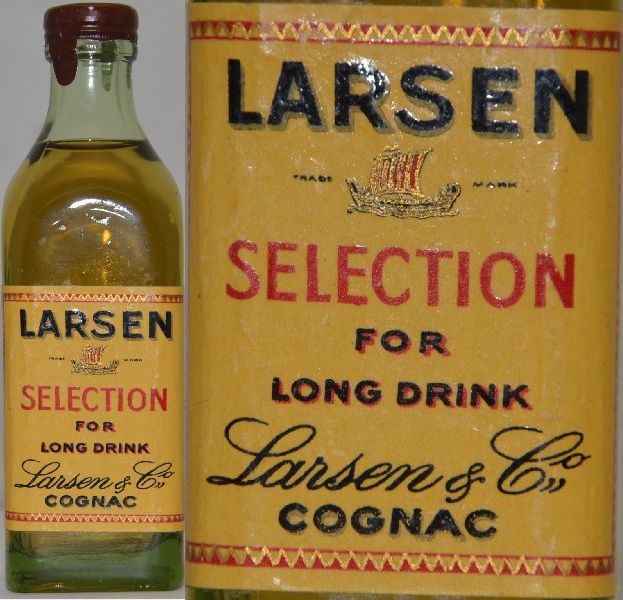 LARSEN
TRADE MARK
SELECTION
FOR
LONG DRINK
Larsen & Co
COGNAC
LARSEN
TRADE MARK
SELECTION
FOR
LONG DRINK
Larsen & Co
COGNAC